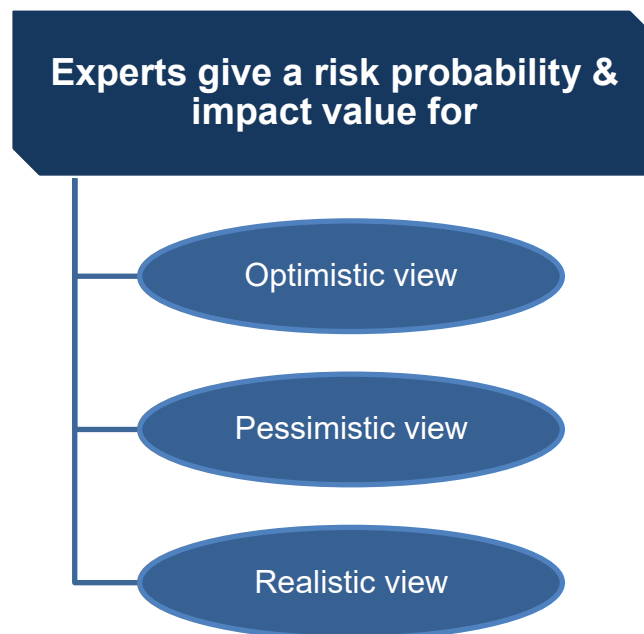 Experts give a risk probability &
impact value for
Optimistic view
Pessimistic view
Realistic view